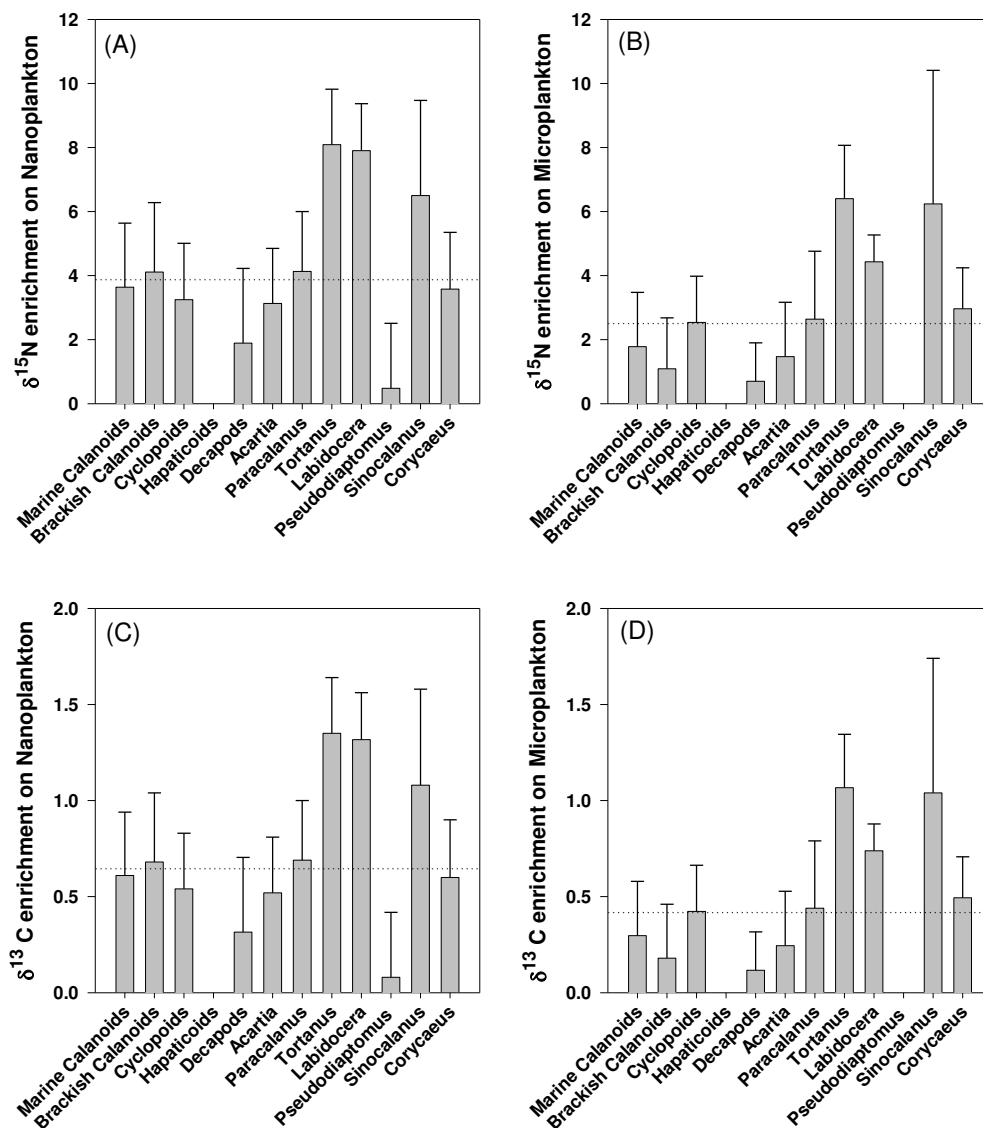 (A)
δ15N enrichment on Nanoplankton
12
10
8
6
4
2
0
Marine Calanoids
Brackish Calanoids
Cyclopoids
Hapaticoids
Decapods
Acartia
Paracalanus
Tortanus
Labidocera
Pseudodiaptomus
Sinocalanus
Corycaeus
(B)
δ15N enrichment on Microplankton
12
10
8
6
4
2
0
Marine Calanoids
Brackish Calanoids
Cyclopoids
Hapaticoids
Decapods
Acartia
Paracalanus
Tortanus
Labidocera
Pseudodiaptomus
Sinocalanus
Corycaeus
(C)
δ13 C enrichment on Nanoplankton
2.0
1.5
1.0
0.5
0.0
Marine Calanoids
Brackish Calanoids
Cyclopoids
Hapaticoids
Decapods
Acartia
Paracalanus
Tortanus
Labidocera
Pseudodiaptomus
Sinocalanus
Corycaeus
(D)
δ13 C enrichment on Microplankton
2.0
1.5
1.0
0.5
0.0
Marine Calanoids
Brackish Calanoids
Cyclopoids
Hapaticoids
Decapods
Acartia
Paracalanus
Tortanus
Labidocera
Pseudodiaptomus
Sinocalanus
Corycaeus